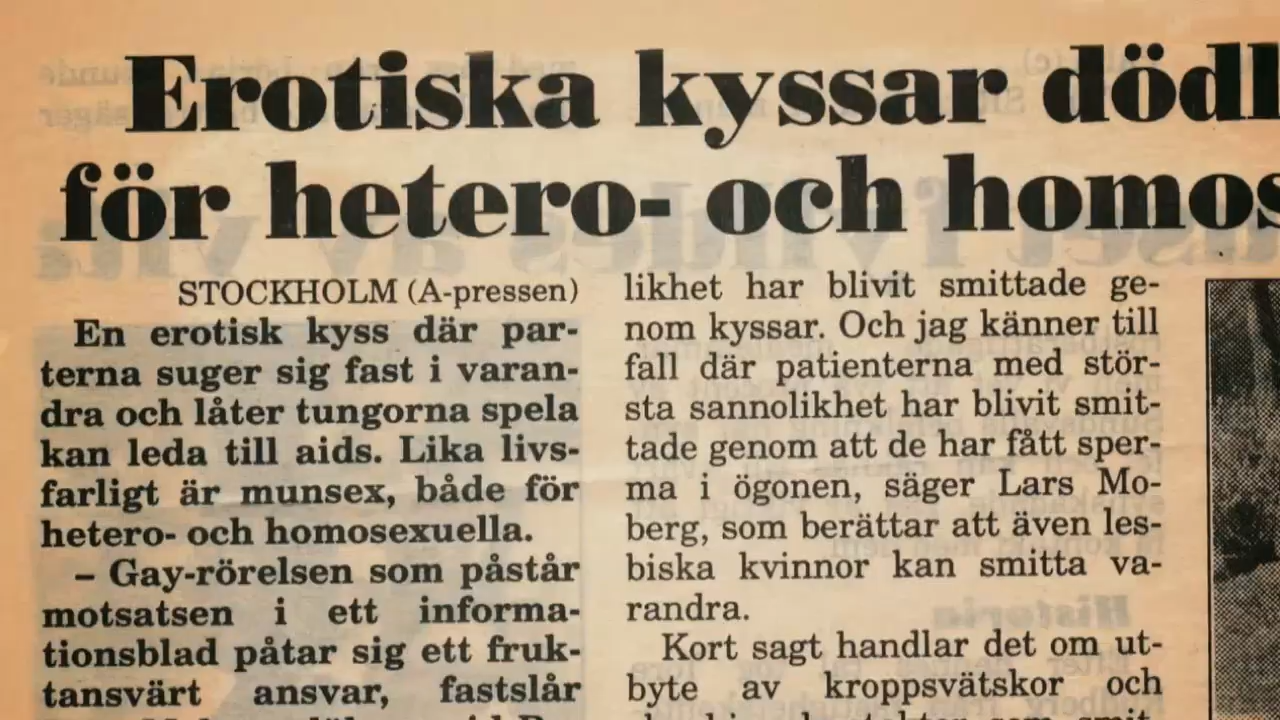 Erotiska kyssar
för hetero- och
STOCKHOLM (A-pressen)
En erotisk kyss där par-
terna suger sig fast i varan-
dra och låter tungorna spela
kan leda till aids. Lika livs-
farligt är munsex, både för
hetero- och homosexuella.
– Gay-rörelsen som påstår
motsatsen i ett informa-
tionsblad påtar sig ett fruk-
tansvärt ansvar, fastslår
likhet har blivit smittade ge-
nom kyssar. Och jag känner till
fall där patienterna med stör-
sta sannolikhet har blivit smit-
tade genom att de har fått sper-
ma i ögonen, säger Lars Mo-
berg, som berättar att även les-
biska kvinnor kan smitta va-
randra.
Kort sagt handlar det om ut-
byte av kroppsvätskor och